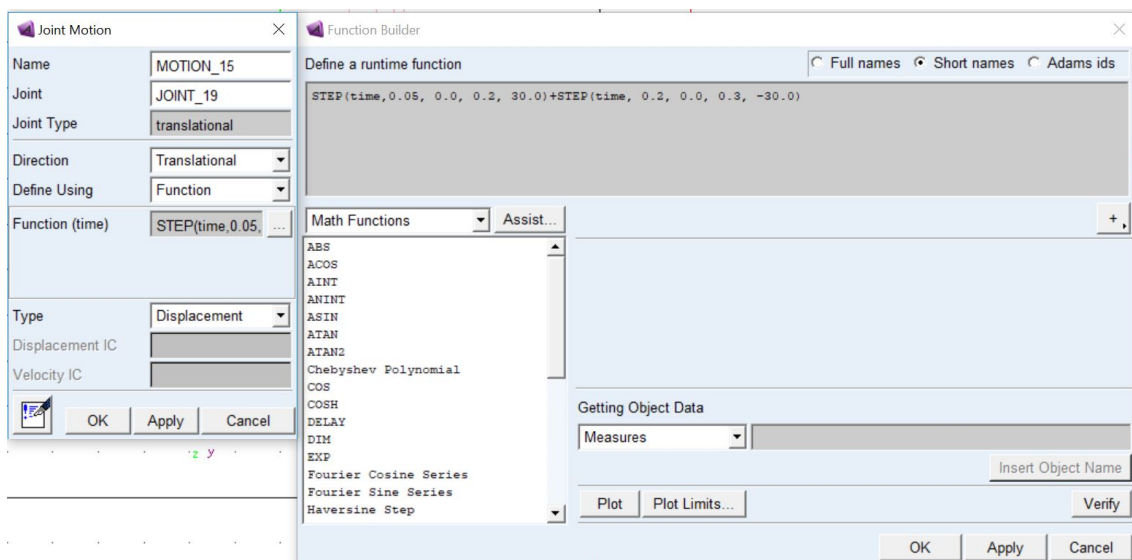 Joint Motion
Name MOTION_15
Joint JOINT_19
Joint Type translational
Direction Translational
Define Using Function
Function (time) STEP(time,0.05, ...
Type Displacement
Displacement IC
Velocity IC
OK Apply Cancel
z y
Function Builder
Define a runtime function Full names Short names Adams ids
STEP(time,0.05, 0.0, 0.2, 30.0)+STEP(time, 0.2, 0.0, 0.3, -30.0)
Math Functions Assist... +
ABS
ACOS
AINT
ANINT
ASIN
ATAN
ATAN2
Chebyshev Polynomial
COS
COSH
DELAY
DIM
EXP
Fourier Cosine Series
Fourier Sine Series
Haversine Step
Getting Object Data
Measures
Insert Object Name
Plot Plot Limits... Verify
OK Apply Cancel